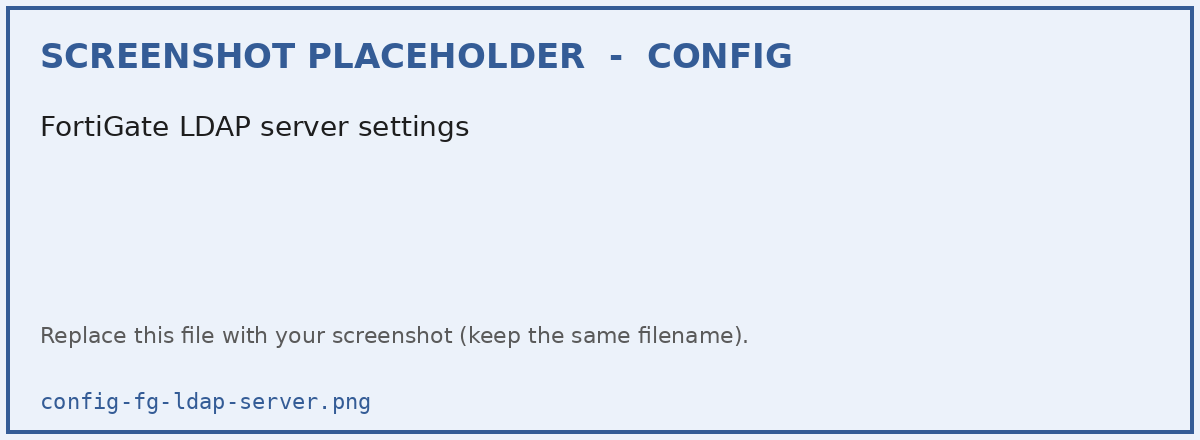 SCREENSHOT PLACEHOLDER - CONFIG
FortiGate LDAP server settings
Replace this file with your screenshot (keep the same filename).
config-fg-ldap-server.png